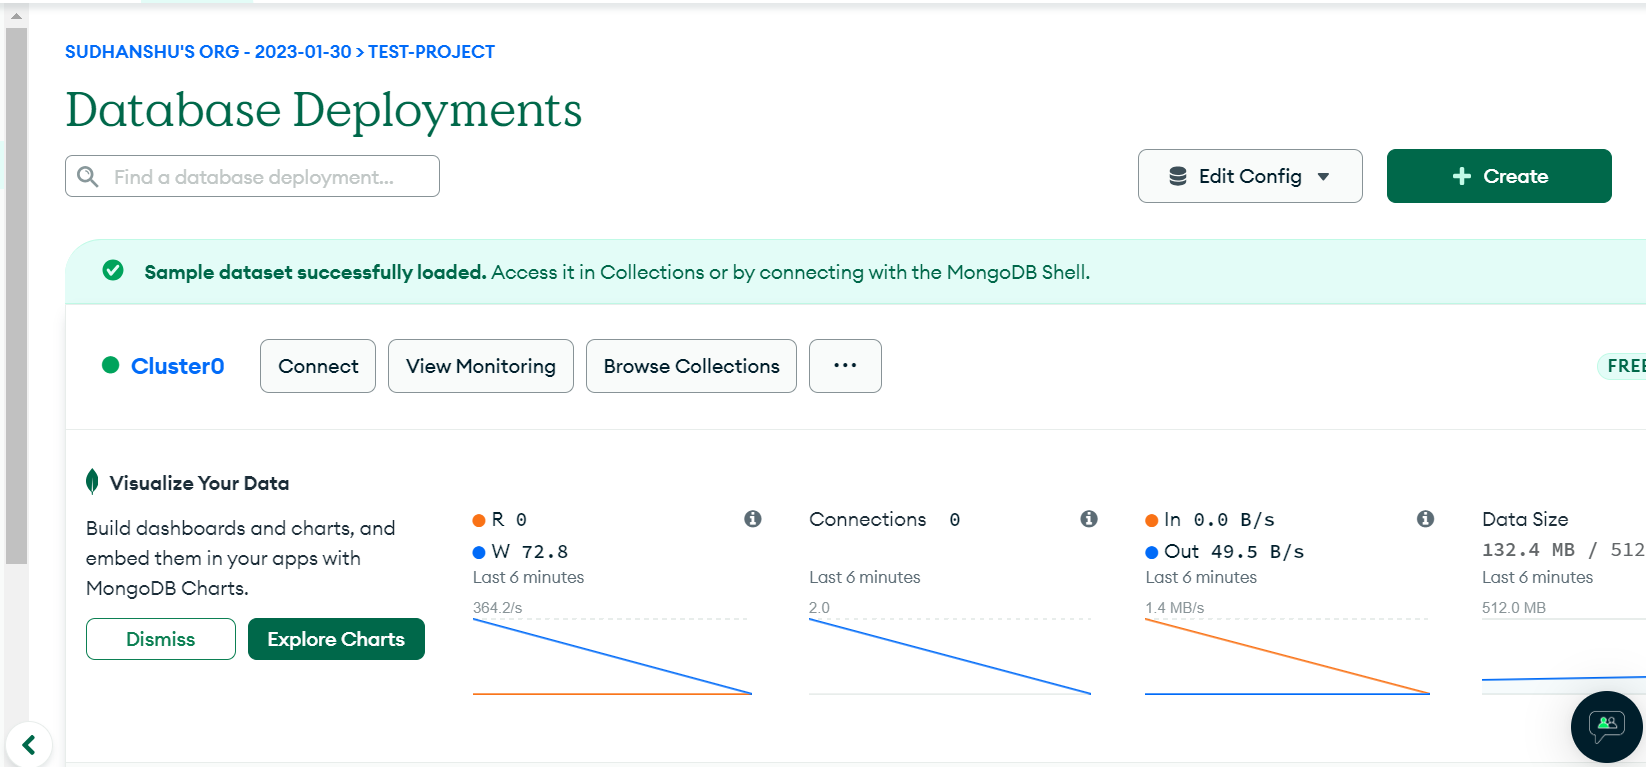 SUDHANSHU'S ORG - 2023-01-30 > TEST-PROJECT
Database Deployments
Find a database deployment...
Edit Config
+ Create
Sample dataset successfully loaded. Access it in Collections or by connecting with the MongoDB Shell.
Cluster0
Connect
View Monitoring
Browse Collections
...
FREE
Visualize Your Data
Build dashboards and charts, and
embed them in your apps with
MongoDB Charts.
Dismiss
Explore Charts
R 0
W 72.8
Last 6 minutes
364.2/s
Connections 0
Last 6 minutes
2.0
In 0.0 B/s
Out 49.5 B/s
Last 6 minutes
1.4 MB/s
Data Size
132.4 MB / 512
Last 6 minutes
512.0 MB